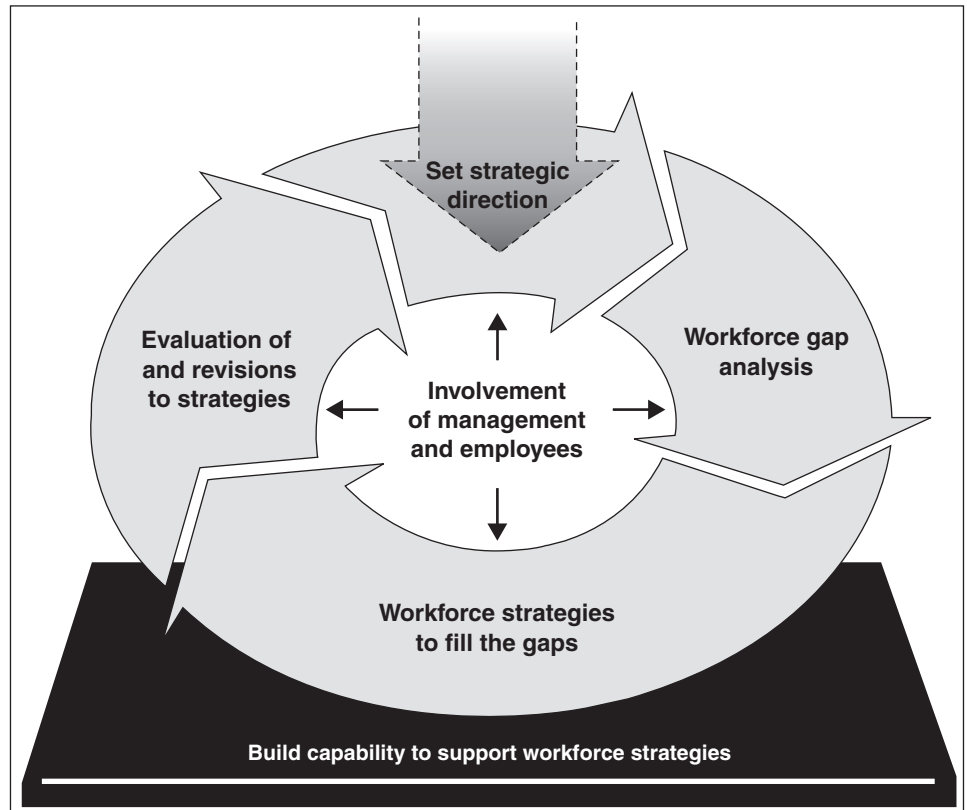 Set strategic
direction
Workforce gap
analysis
Evaluation of
and revisions
to strategies
Involvement
of management
and employees
Workforce strategies
to fill the gaps
Build capability to support workforce strategies